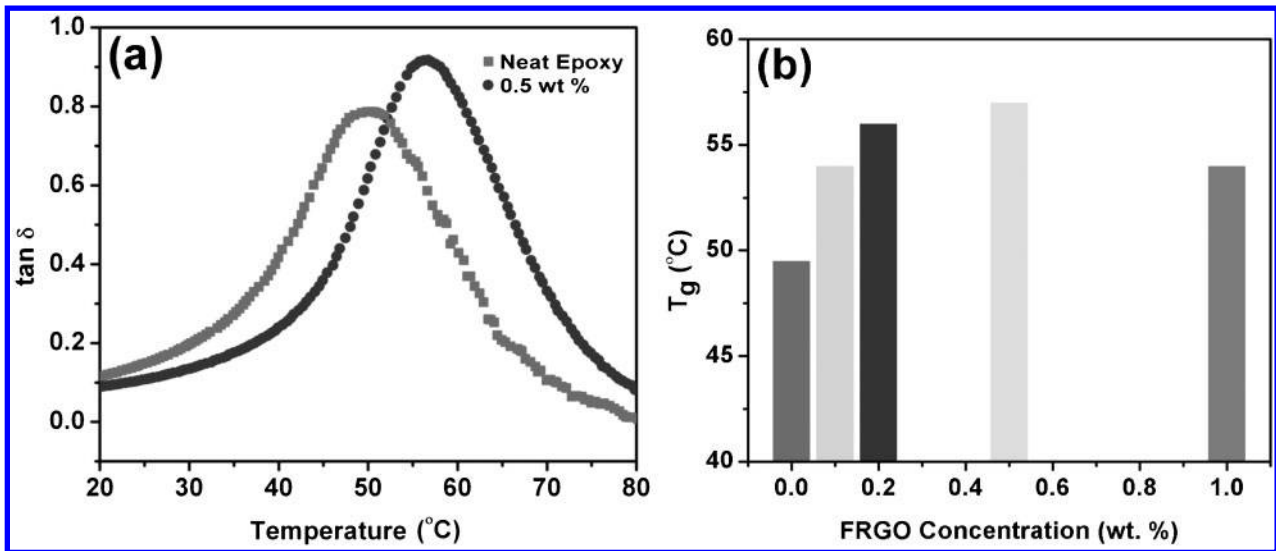 (a)
Neat Epoxy
0.5 wt %
tan δ
1.0
0.8
0.6
0.4
0.2
0.0
20 30 40 50 60 70 80
Temperature (°C)
(b)
Tg (°C)
60
55
50
45
40
0.0 0.2 0.4 0.6 0.8 1.0
FRGO Concentration (wt. %)